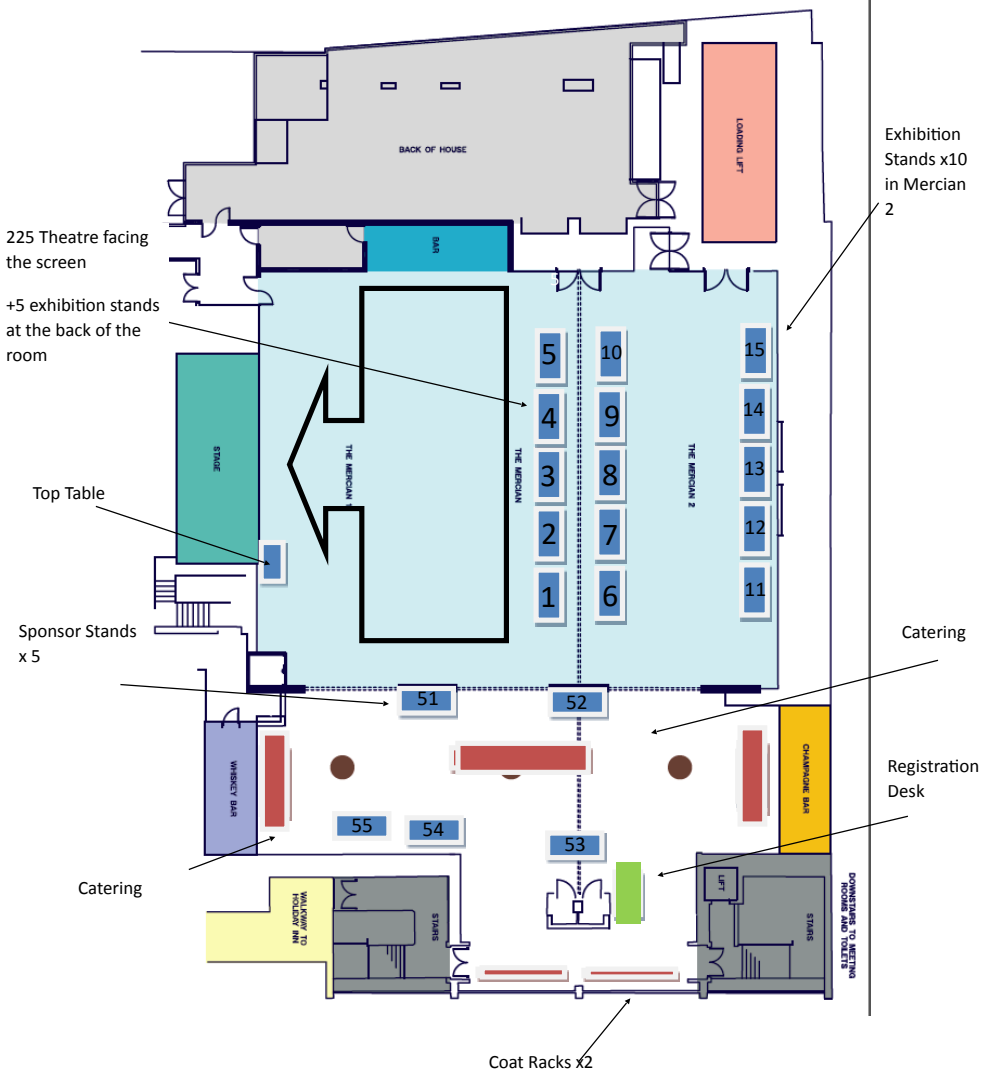 BACK OF HOUSE
LOADING LIFT
Exhibition
Stands x10
in Mercian
2
225 Theatre facing
the screen
+5 exhibition stands
at the back of the
room
BAR
S
5
10
15
4
9
14
STAGE
THE MERCIAN 1
THE MERCIAN
3
8
THE MERCIAN 2
13
Top Table
2
7
12
1
6
11
Sponsor Stands
x 5
Catering
51
52
WHISKEY BAR
CHAMPAGNE BAR
Registration
Desk
55
54
53
Catering
WALKWAY TO
HOLIDAY INN
STAIRS
LIFT
STAIRS
DOWNSTAIRS TO MEETING
ROOMS AND TOILETS
Coat Racks x2